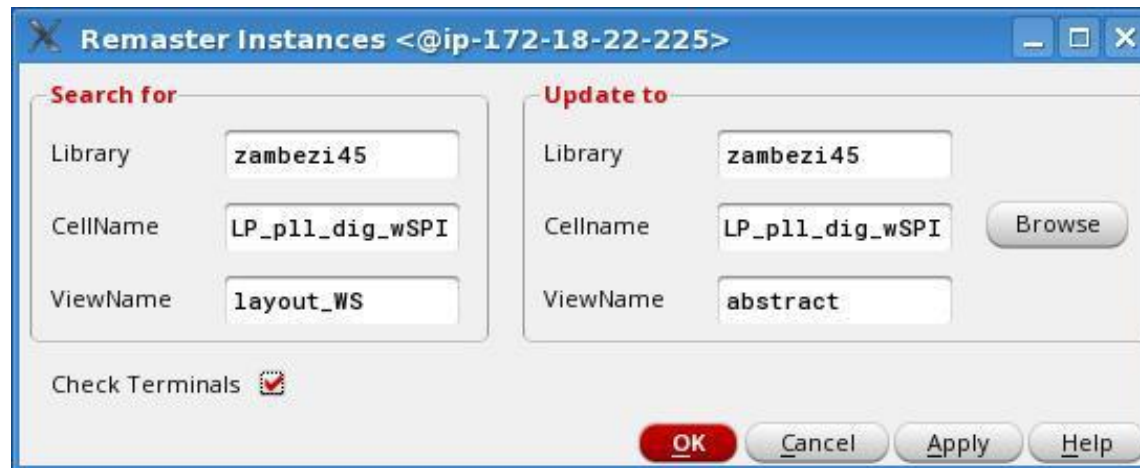 Remaster Instances <@ip-172-18-22-225>
Search for
Library zambezi45
CellName LP_pll_dig_wSPI
ViewName layout_WS
Update to
Library zambezi45
Cellname LP_pll_dig_wSPI Browse
ViewName abstract
Check Terminals
OK Cancel Apply Help